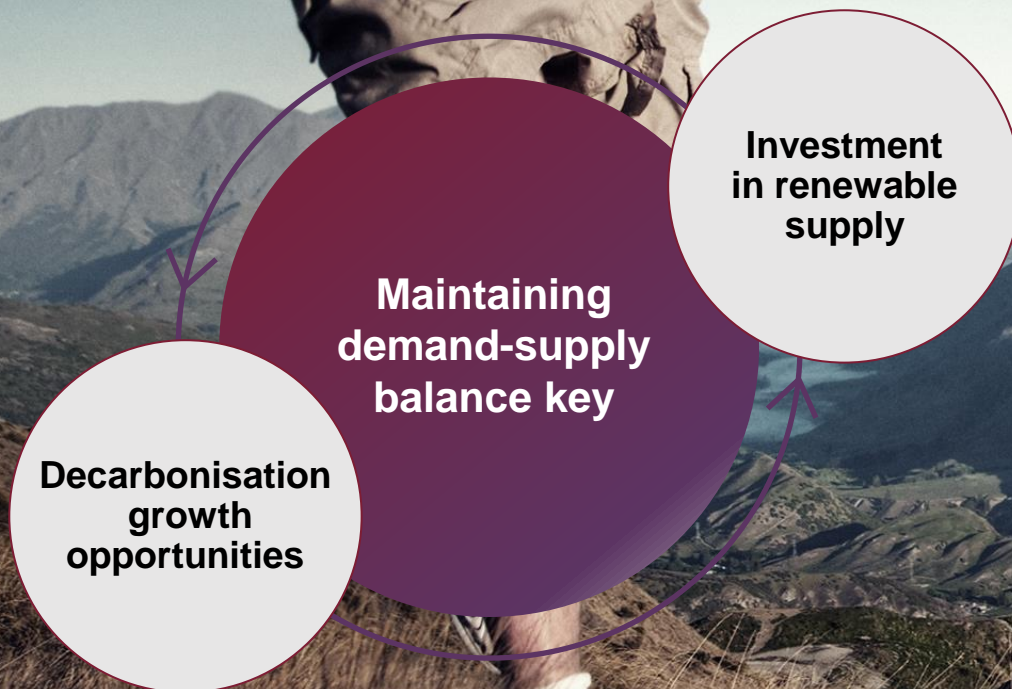 Investment
in renewable
supply
Maintaining
demand-supply
balance key
Decarbonisation
growth
opportunities